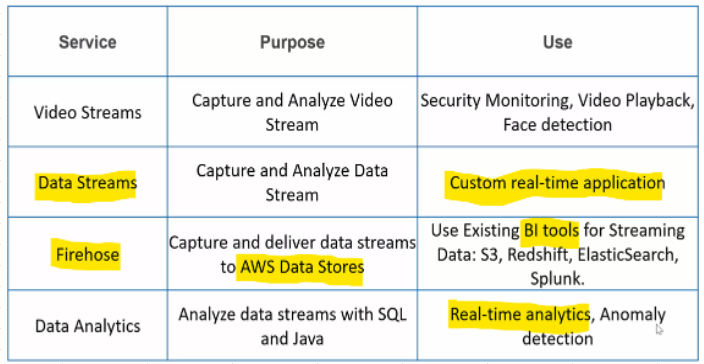 Service
Purpose
Use
Video Streams
Capture and Analyze Video
Stream
Security Monitoring, Video Playback,
Face detection
Data Streams
Capture and Analyze Data
Stream
Custom real-time application
Firehose
Capture and deliver data streams
to AWS Data Stores
Use Existing BI tools for Streaming
Data: S3, Redshift, ElasticSearch,
Splunk.
Data Analytics
Analyze data streams with SQL
and Java
Real-time analytics, Anomaly
detection